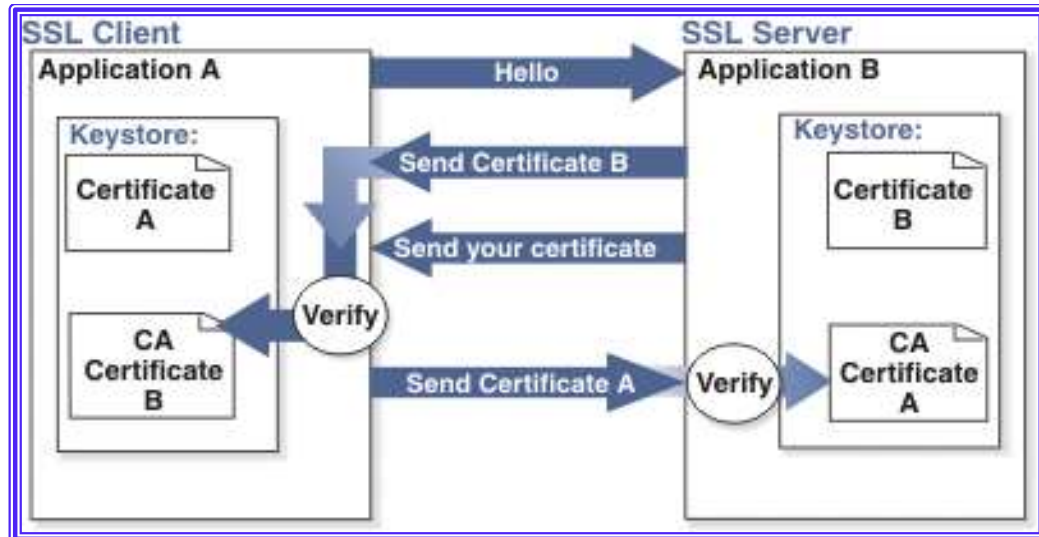 SSL Client
SSL Server
Application A
Hello
Application B
Keystore:
Keystore:
Send Certificate B
Certificate
A
Certificate
B
Send your certificate
Verify
CA
Certificate
B
Send Certificate A
Verify
CA
Certificate
A